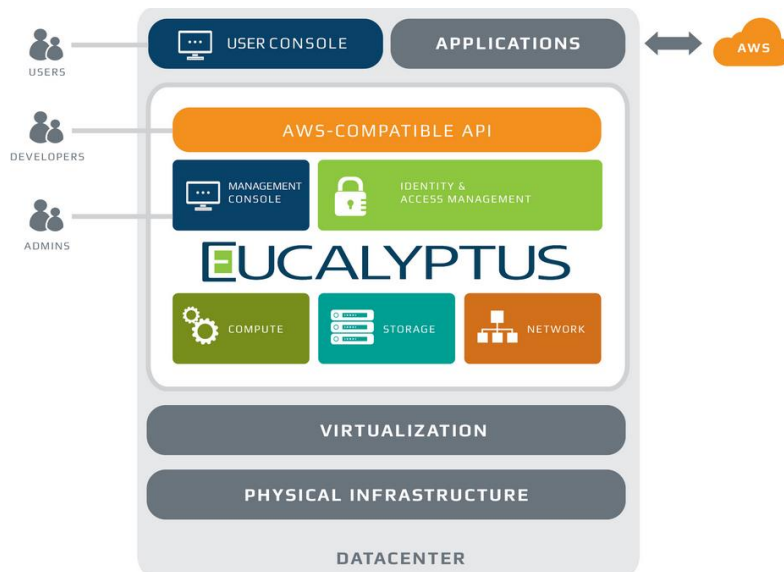 USER CONSOLE
APPLICATIONS
AWS
USERS
AWS-COMPATIBLE API
DEVELOPERS
MANAGEMENT
CONSOLE
IDENTITY &
ACCESS MANAGEMENT
ADMINS
EUCALYPTUS
COMPUTE
STORAGE
NETWORK
VIRTUALIZATION
PHYSICAL INFRASTRUCTURE
DATACENTER